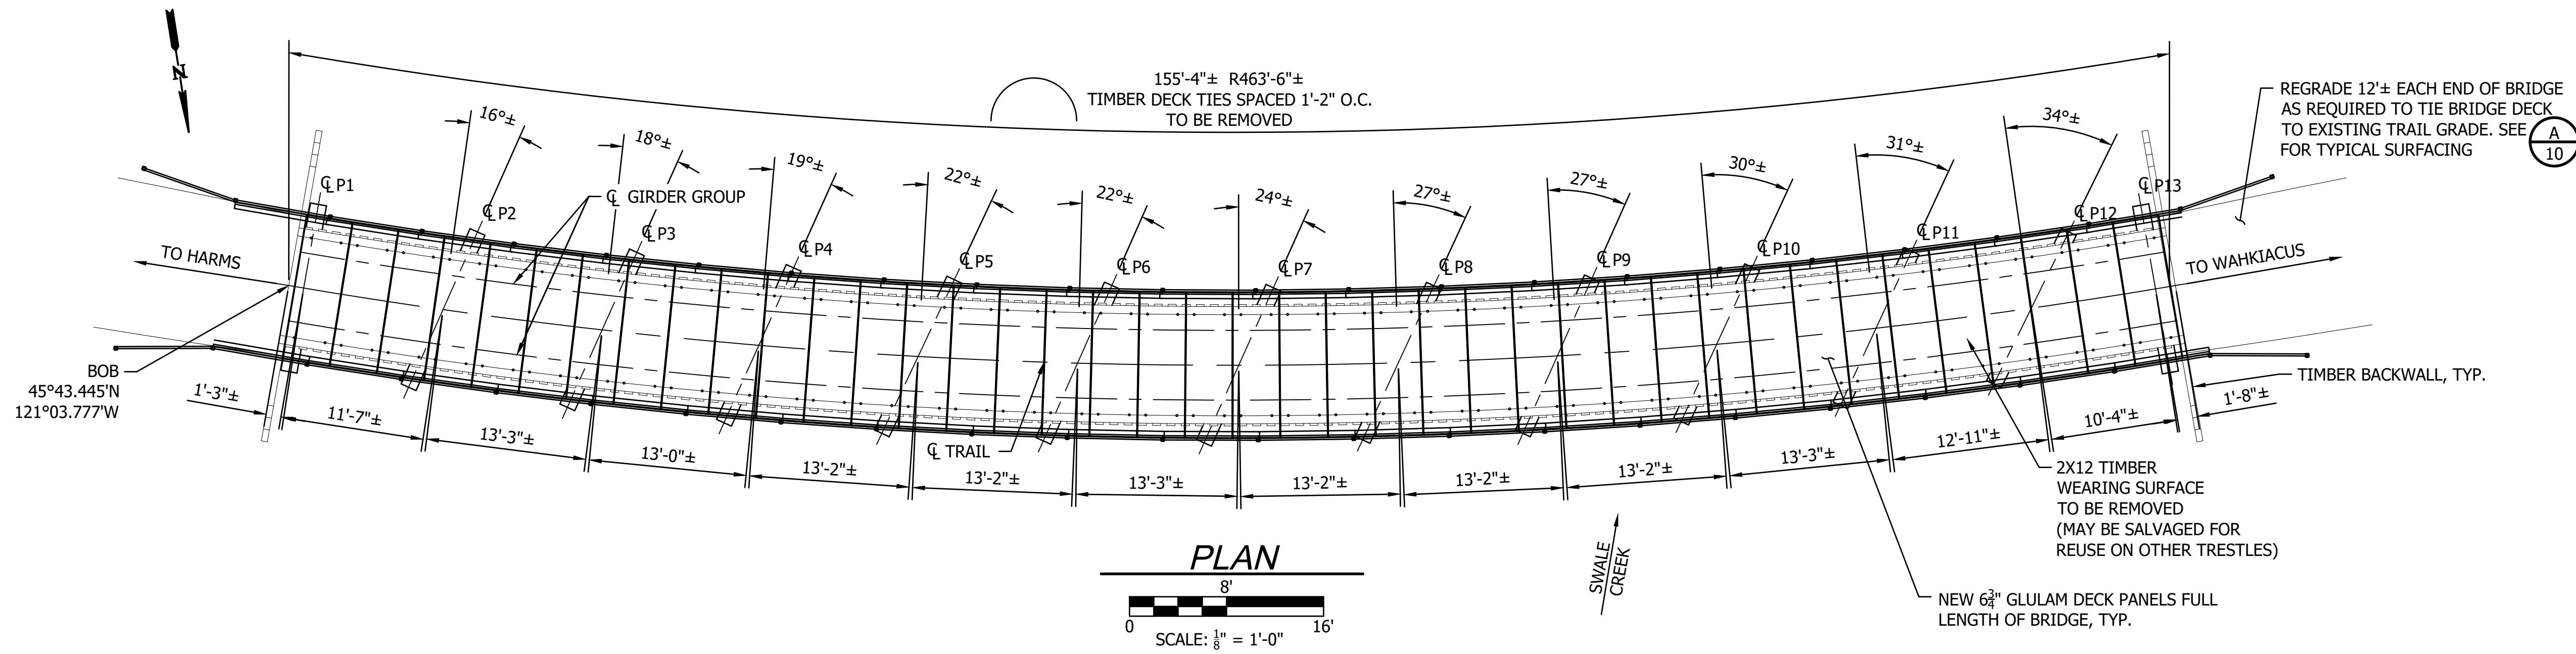 N
155'-4"± R463'-6"±
TIMBER DECK TIES SPACED 1'-2" O.C.
TO BE REMOVED
REGRADE 12'± EACH END OF BRIDGE
AS REQUIRED TO TIE BRIDGE DECK
TO EXISTING TRAIL GRADE. SEE
FOR TYPICAL SURFACING
A
10
16°±
18°±
19°±
22°±
22°±
24°±
27°±
27°±
30°±
31°±
34°±
℄ P1
℄ P2
℄ P3
℄ P4
℄ P5
℄ P6
℄ P7
℄ P8
℄ P9
℄ P10
℄ P11
℄ P12
℄ P13
℄ GIRDER GROUP
TO HARMS
TO WAHKIACUS
BOB
45°43.445'N
121°03.777'W
℄ TRAIL
TIMBER BACKWALL, TYP.
1'-3"±
11'-7"±
13'-3"±
13'-0"±
13'-2"±
13'-2"±
13'-3"±
13'-2"±
13'-2"±
13'-2"±
13'-3"±
12'-11"±
10'-4"±
1'-8"±
2X12 TIMBER
WEARING SURFACE
TO BE REMOVED
(MAY BE SALVAGED FOR
REUSE ON OTHER TRESTLES)
SWALE
CREEK
NEW 6 3/4" GLULAM DECK PANELS FULL
LENGTH OF BRIDGE, TYP.
PLAN
8'
0 16'
SCALE: 1/8" = 1'-0"